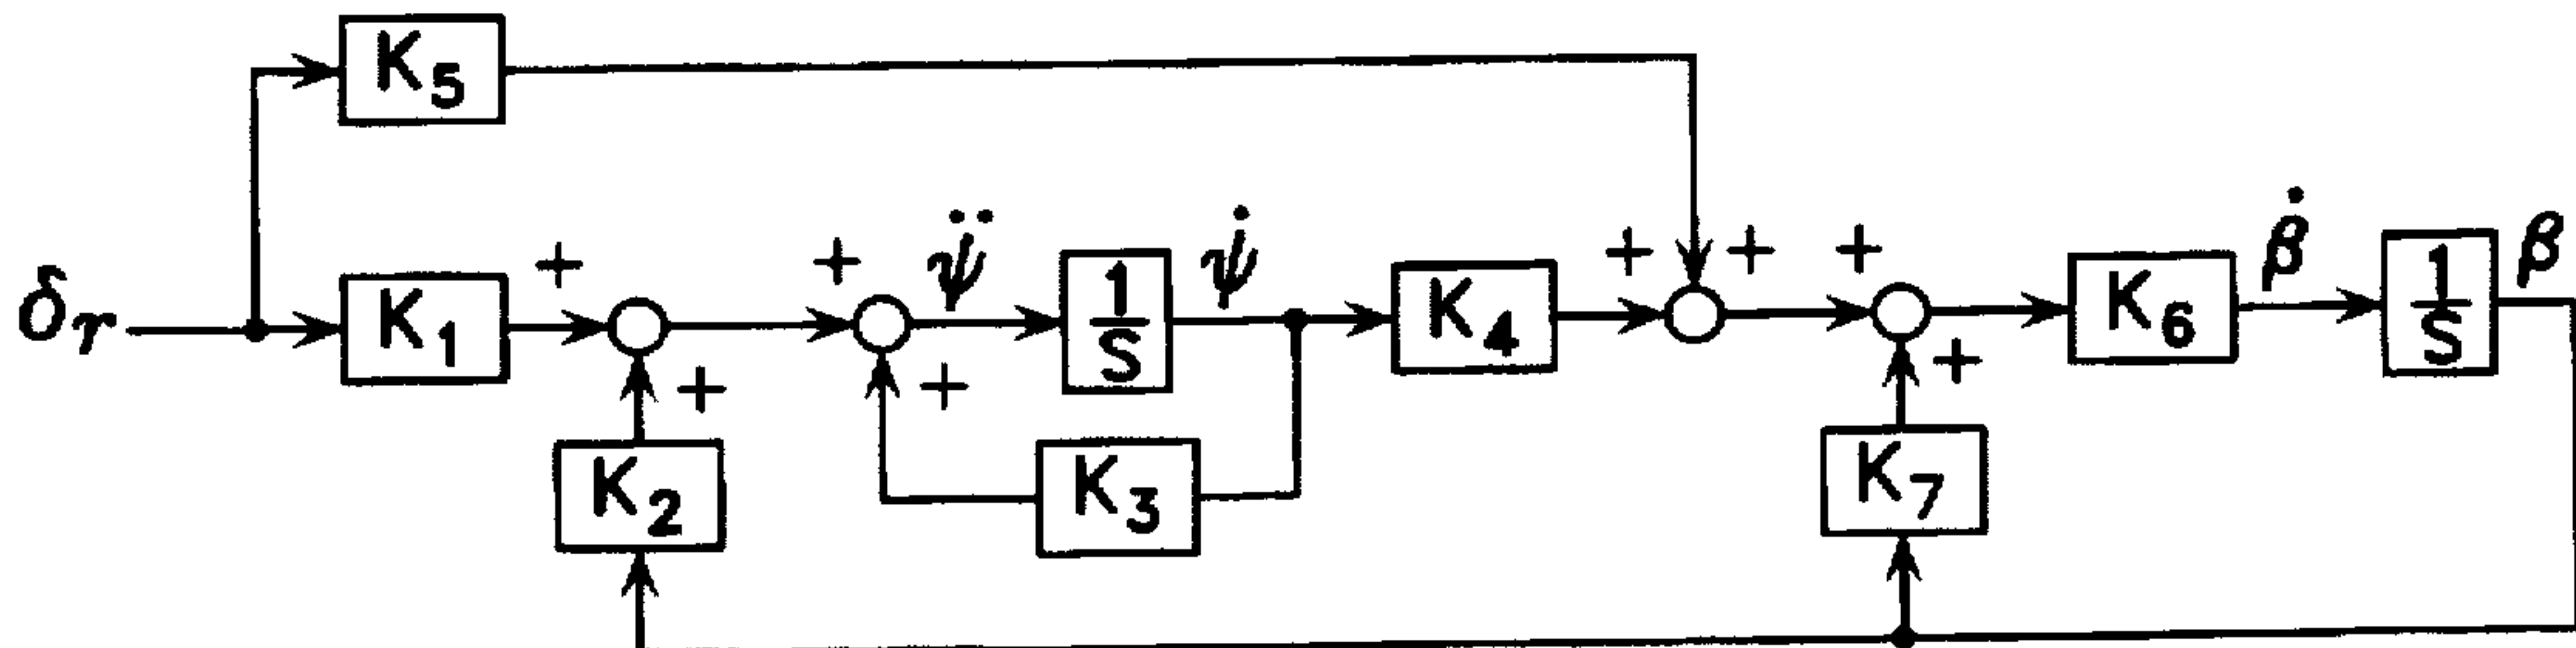 K₅
δᵣ K₁ + + ψ̈ 1/S ψ̇ K₄ + + + K₆ β̇ 1/S β
+ + +
K₂ K₃ K₇